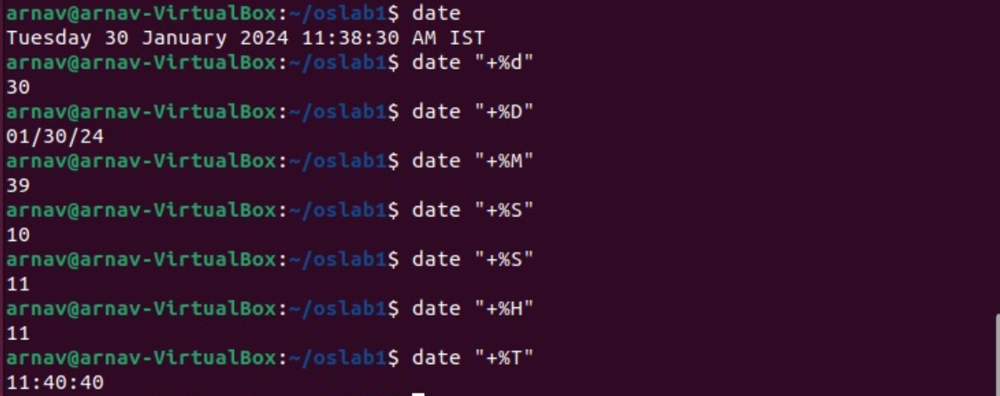 arnav@arnav-VirtualBox:~/oslab1$ date
Tuesday 30 January 2024 11:38:30 AM IST
arnav@arnav-VirtualBox:~/oslab1$ date "+%d"
30
arnav@arnav-VirtualBox:~/oslab1$ date "+%D"
01/30/24
arnav@arnav-VirtualBox:~/oslab1$ date "+%M"
39
arnav@arnav-VirtualBox:~/oslab1$ date "+%S"
10
arnav@arnav-VirtualBox:~/oslab1$ date "+%S"
11
arnav@arnav-VirtualBox:~/oslab1$ date "+%H"
11
arnav@arnav-VirtualBox:~/oslab1$ date "+%T"
11:40:40